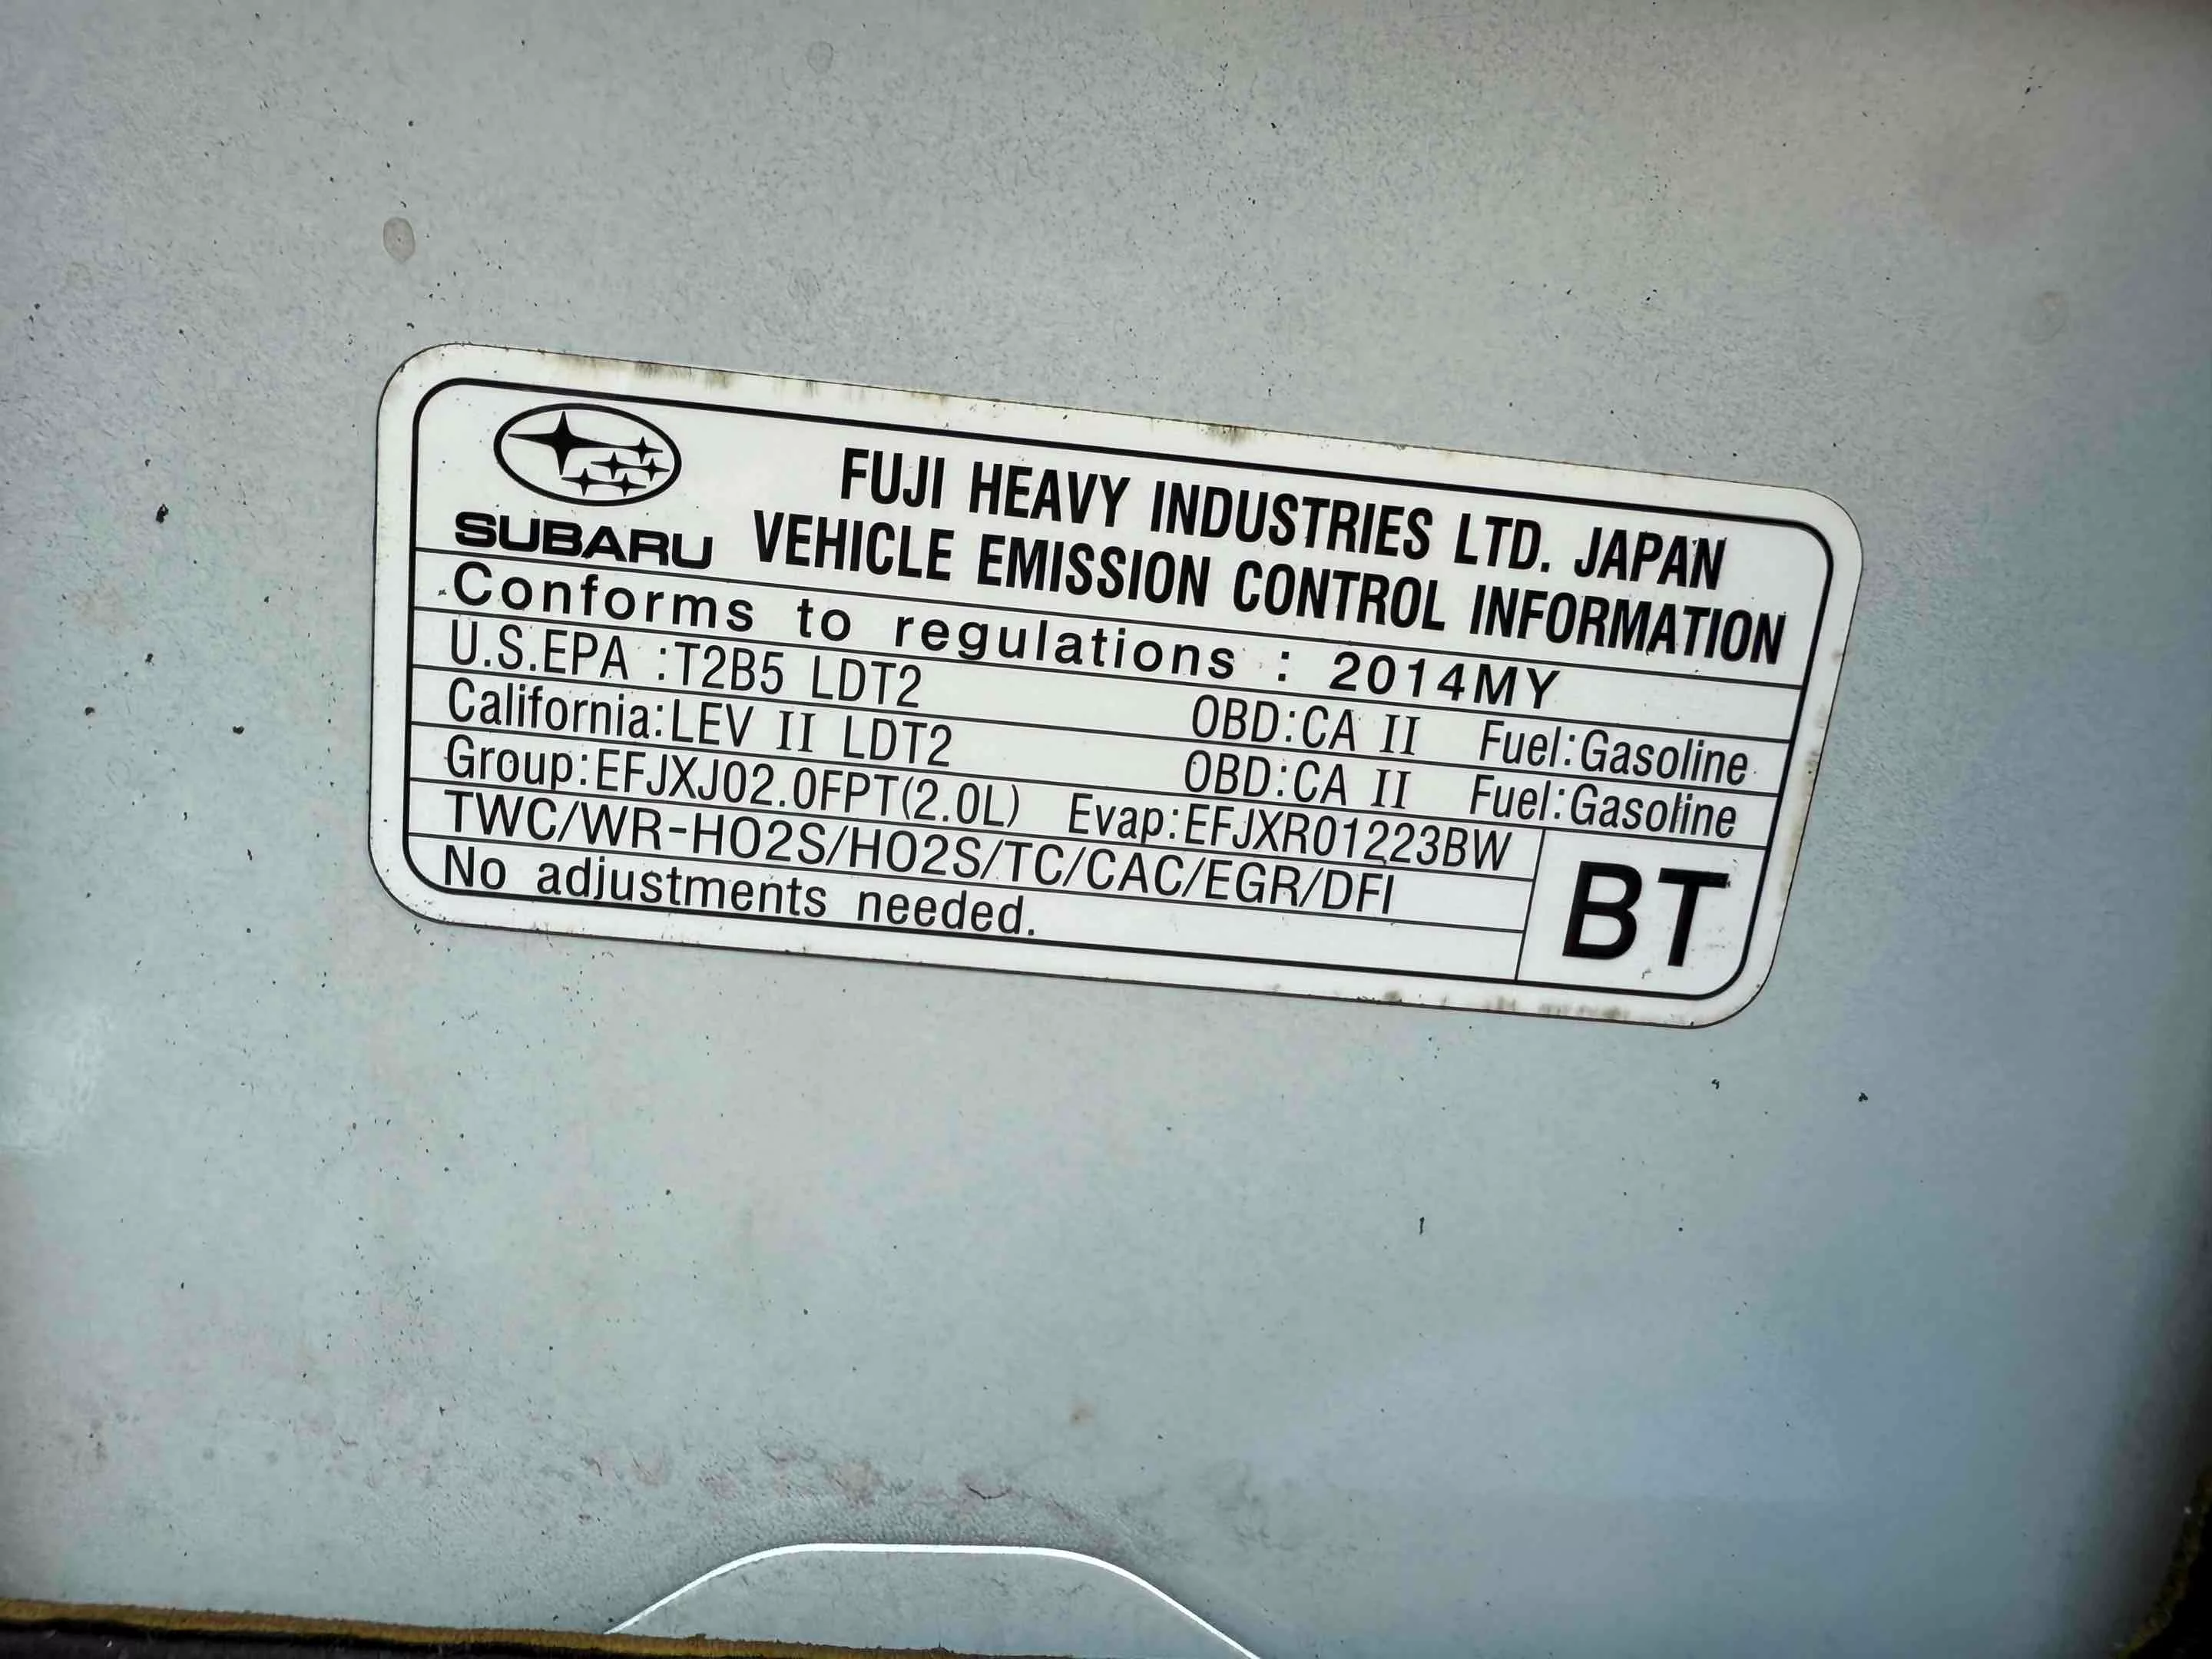 FUJI HEAVY INDUSTRIES LTD. JAPAN
SUBARU VEHICLE EMISSION CONTROL INFORMATION
Conforms to regulations : 2014MY
U.S.EPA :T2B5 LDT2 OBD:CA II Fuel:Gasoline
California:LEV II LDT2 OBD:CA II Fuel:Gasoline
Group:EFJXJ02.0FPT(2.0L) Evap:EFJXR01223BW
TWC/WR-HO2S/HO2S/TC/CAC/EGR/DFI
No adjustments needed.
BT